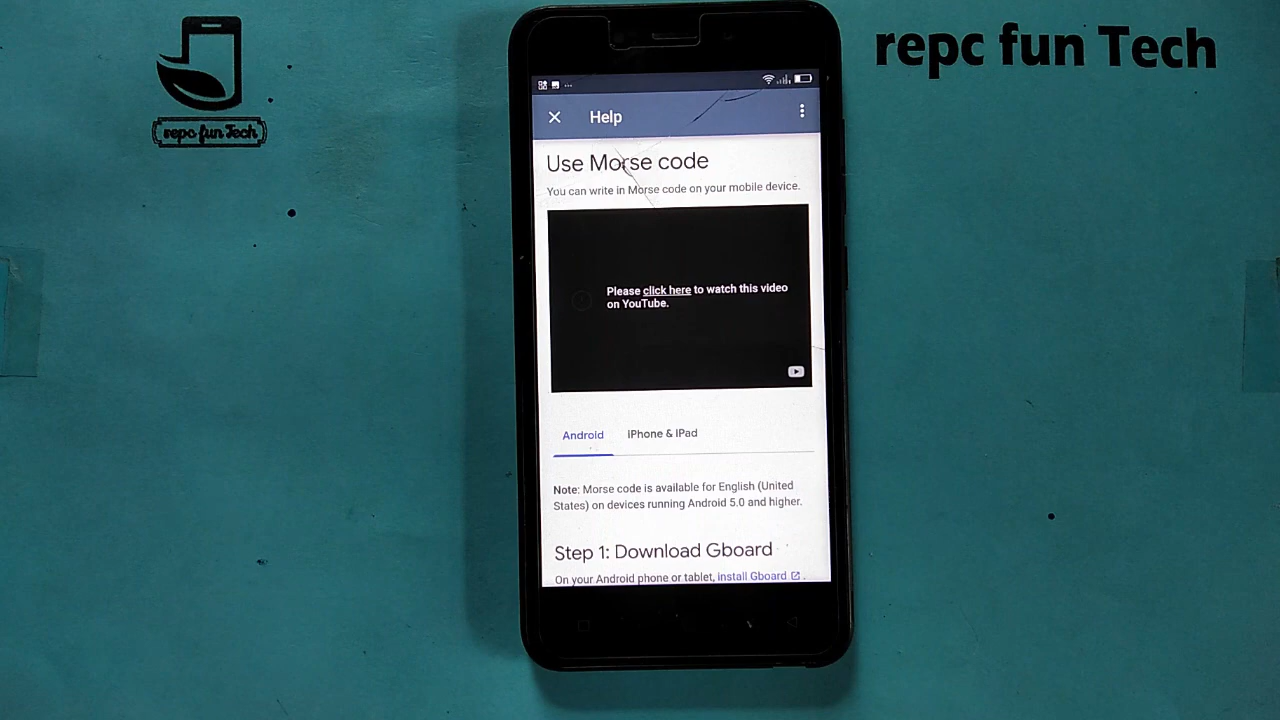 repc fun Tech
repc fun Tech
Help
Use Morse code
You can write in Morse code on your mobile device.
Please click here to watch this video
on YouTube.
Android
iPhone & iPad
Note: Morse code is available for English (United
States) on devices running Android 5.0 and higher.
Step 1: Download Gboard
On your Android phone or tablet, install Gboard .